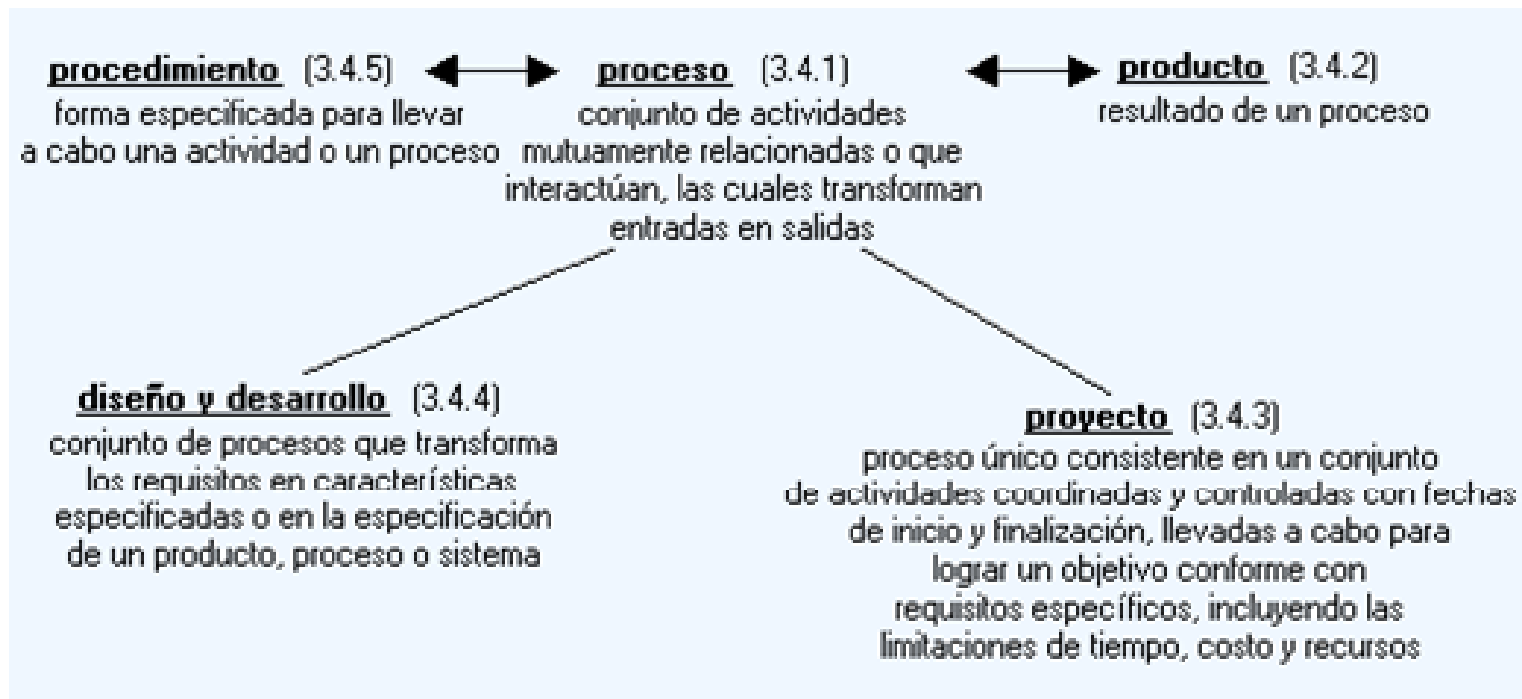 procedimiento (3.4.5)
forma especificada para llevar
a cabo una actividad o un proceso
proceso (3.4.1)
conjunto de actividades
mutuamente relacionadas o que
interactúan, las cuales transforman
entradas en salidas
producto (3.4.2)
resultado de un proceso
diseño y desarrollo (3.4.4)
conjunto de procesos que transforma
los requisitos en características
especificadas o en la especificación
de un producto, proceso o sistema
proyecto (3.4.3)
proceso único consistente en un conjunto
de actividades coordinadas y controladas con fechas
de inicio y finalización, llevadas a cabo para
lograr un objetivo conforme con
requisitos específicos, incluyendo las
limitaciones de tiempo, costo y recursos